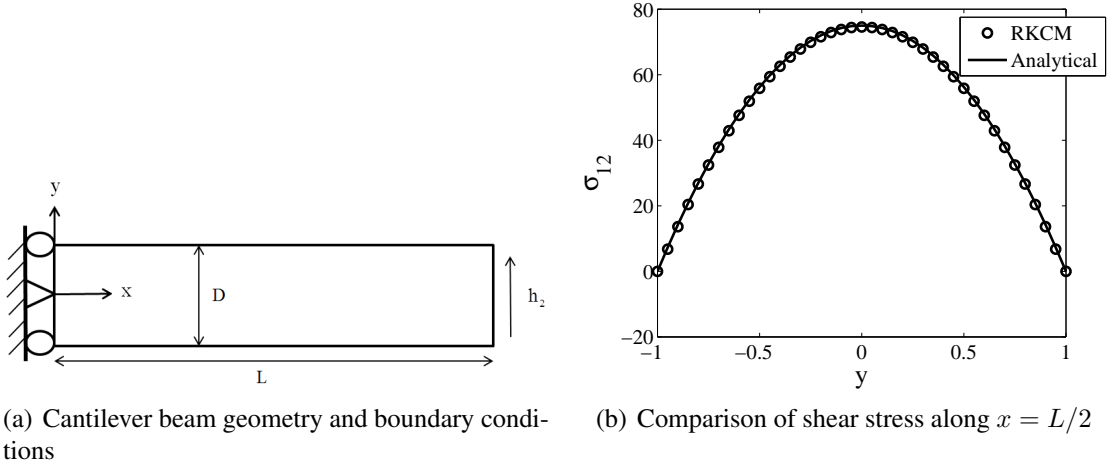 y
x
D
h₂
L
(a) Cantilever beam geometry and boundary condi-
tions
80
60
40
20
0
−20
σ₁₂
RKCM
Analytical
−1
−0.5
0
0.5
1
y
(b) Comparison of shear stress along x = L/2